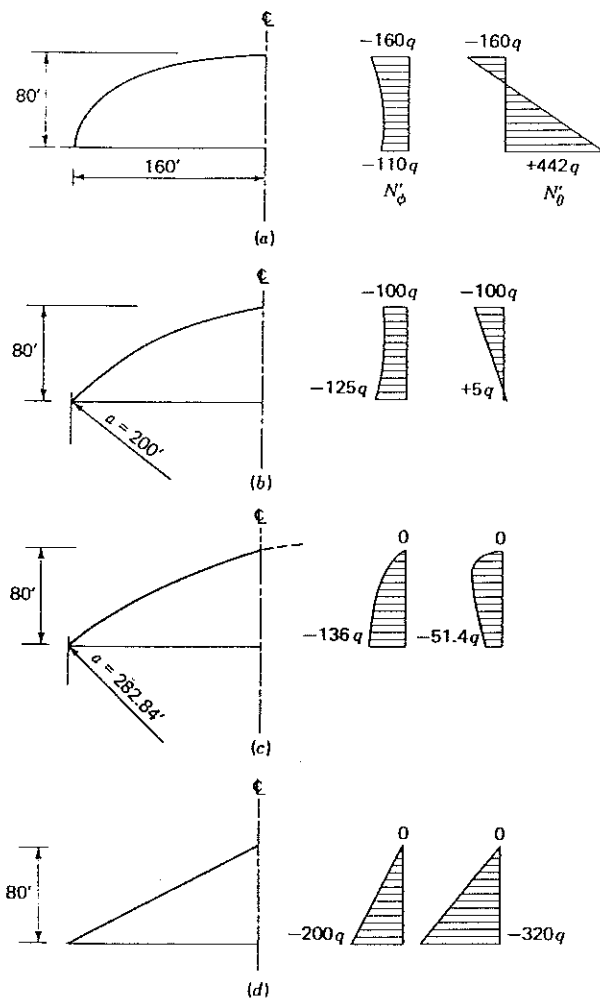 ℄
−160q −160q
80′
160′
−110q +442q
N′ϕ N′θ
(a)
℄
−100q −100q
80′
−125q +5q
a = 200′
(b)
℄
0 0
80′
−136q −51.4q
a = 282.84′
(c)
℄
0 0
80′
−200q −320q
(d)